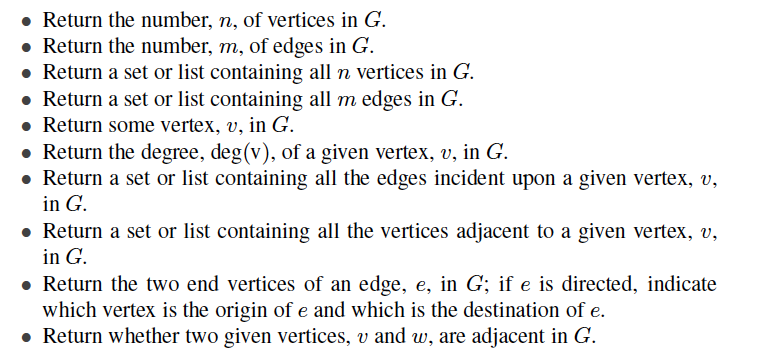 • Return the number, n, of vertices in G.
• Return the number, m, of edges in G.
• Return a set or list containing all n vertices in G.
• Return a set or list containing all m edges in G.
• Return some vertex, v, in G.
• Return the degree, deg(v), of a given vertex, v, in G.
• Return a set or list containing all the edges incident upon a given vertex, v,
in G.
• Return a set or list containing all the vertices adjacent to a given vertex, v,
in G.
• Return the two end vertices of an edge, e, in G; if e is directed, indicate
which vertex is the origin of e and which is the destination of e.
• Return whether two given vertices, v and w, are adjacent in G.